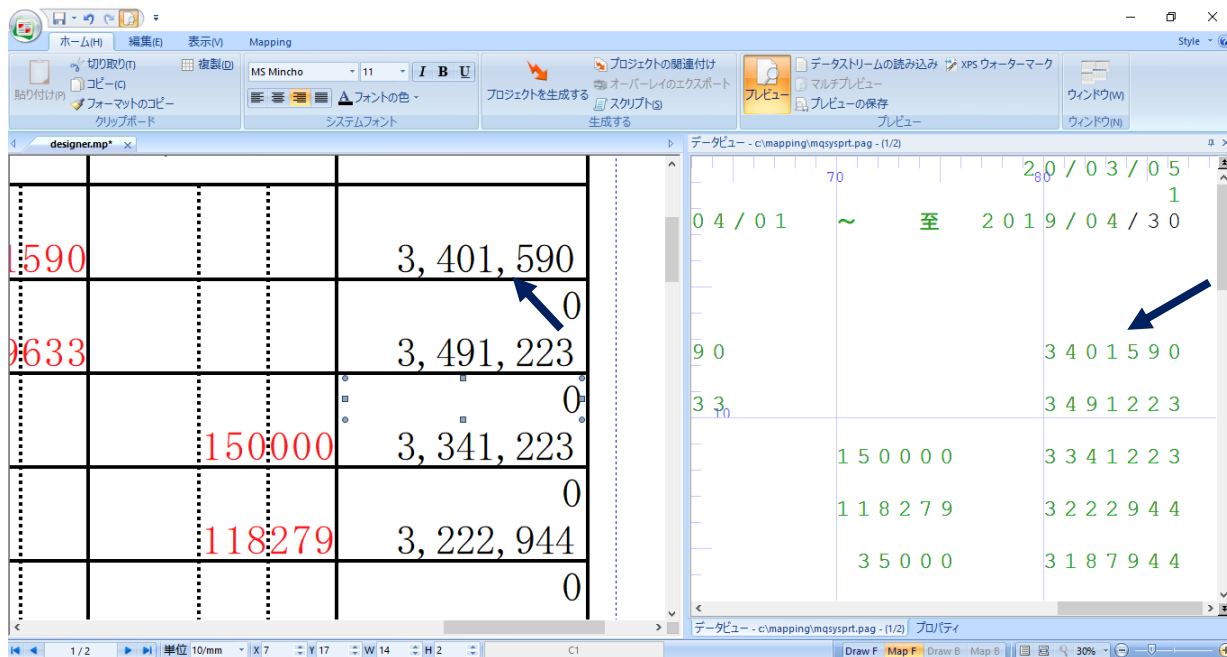 ホーム(H) 編集(E) 表示(V) Mapping Style
切り取り(T) 複製(D)
貼り付け(P) コピー(C)
フォーマットのコピー
クリップボード
MS Mincho 11 I B U
A フォントの色
システムフォント
プロジェクトを生成する
プロジェクトの関連付け
オーバーレイのエクスポート
スクリプト(S)
生成する
プレビュー
データストリームの読み込み XPS ウォーターマーク
マルチプレビュー
プレビューの保存
プレビュー
ウィンドウ(W)
ウィンドウ(N)
designer.mp*
590 3,401,590
0
9633 3,491,223
0
150000 3,341,223
0
118279 3,222,944
0
データビュー - c:\mapping\mqsysprt.pag - (1/2)
20/03/05
70 80
1
04/01 ～ 至 2019/04/30
90 3401590
33 3491223
10
150000 3341223
118279 3222944
35000 3187944
データビュー - c:\mapping\mqsysprt.pag - (1/2) プロパティ
1/2 単位 10/mm X 7 Y 17 W 14 H 2 C1 Draw F Map F Draw B Map B 30%